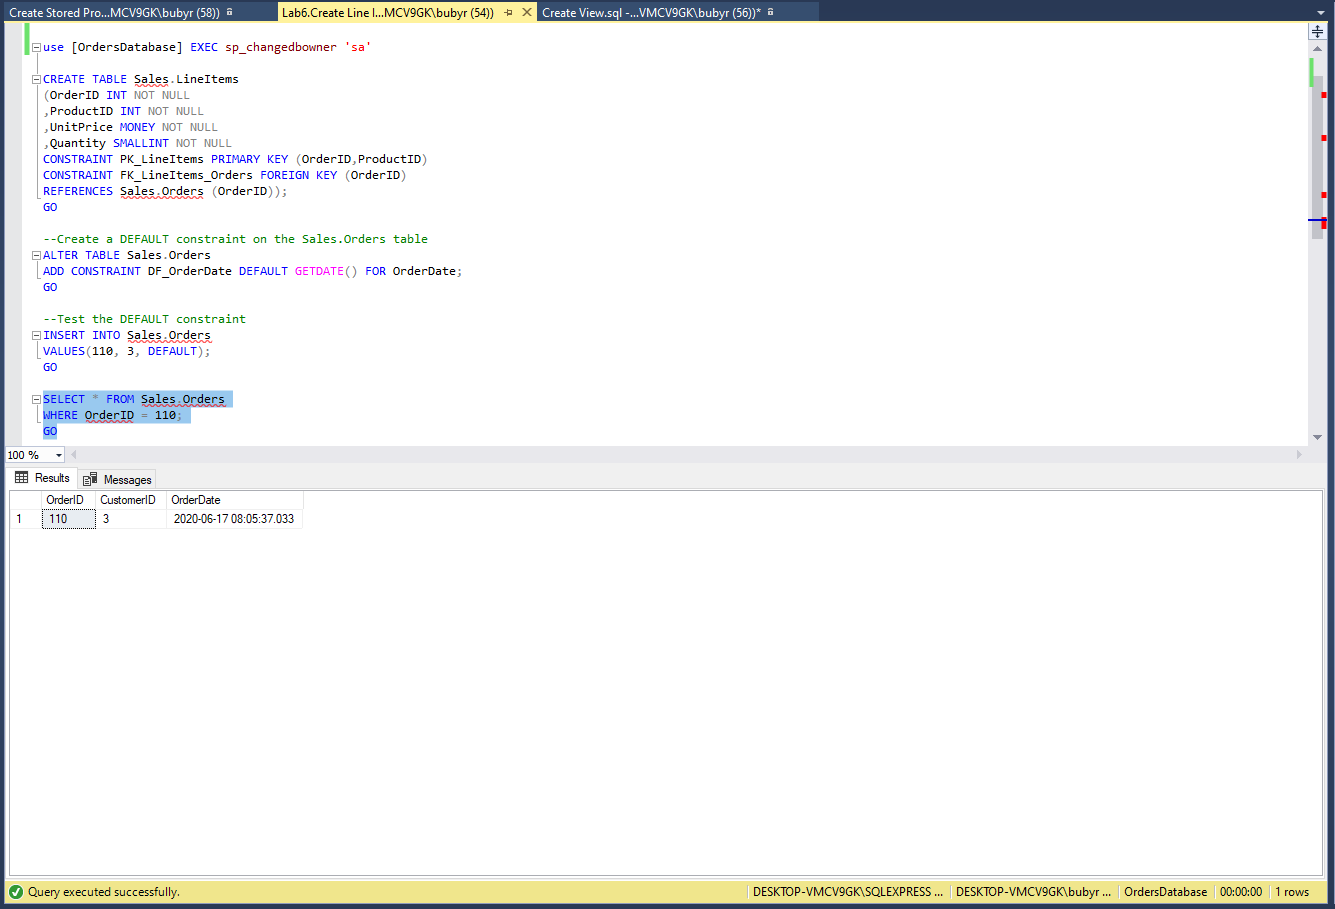 Create Stored Pro...MCV9GK\bubyr (58)) Lab6.Create Line I...MCV9GK\bubyr (54)) Create View.sql -...VMCV9GK\bubyr (56))*
use [OrdersDatabase] EXEC sp_changedbowner 'sa'
CREATE TABLE Sales.LineItems
(OrderID INT NOT NULL
,ProductID INT NOT NULL
,UnitPrice MONEY NOT NULL
,Quantity SMALLINT NOT NULL
CONSTRAINT PK_LineItems PRIMARY KEY (OrderID,ProductID)
CONSTRAINT FK_LineItems_Orders FOREIGN KEY (OrderID)
REFERENCES Sales.Orders (OrderID));
GO
--Create a DEFAULT constraint on the Sales.Orders table
ALTER TABLE Sales.Orders
ADD CONSTRAINT DF_OrderDate DEFAULT GETDATE() FOR OrderDate;
GO
--Test the DEFAULT constraint
INSERT INTO Sales.Orders
VALUES(110, 3, DEFAULT);
GO
SELECT * FROM Sales.Orders
WHERE OrderID = 110;
GO
100 %
Results Messages
OrderID CustomerID OrderDate
1 110 3 2020-06-17 08:05:37.033
Query executed successfully. DESKTOP-VMCV9GK\SQLEXPRESS ... DESKTOP-VMCV9GK\bubyr ... OrdersDatabase 00:00:00 1 rows